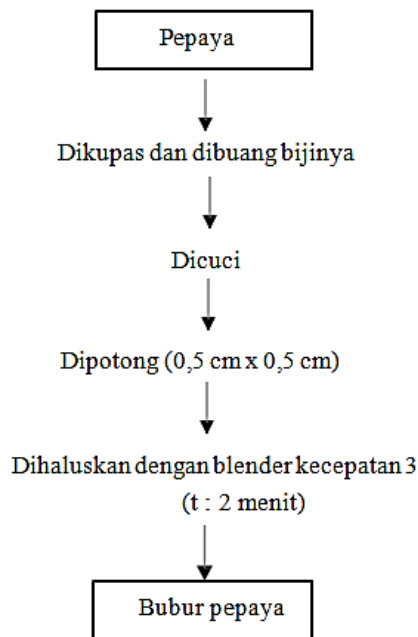 Pepaya
Dikupas dan dibuang bijinya
Dicuci
Dipotong (0,5 cm x 0,5 cm)
Dihaluskan dengan blender kecepatan 3
(t : 2 menit)
Bubur pepaya